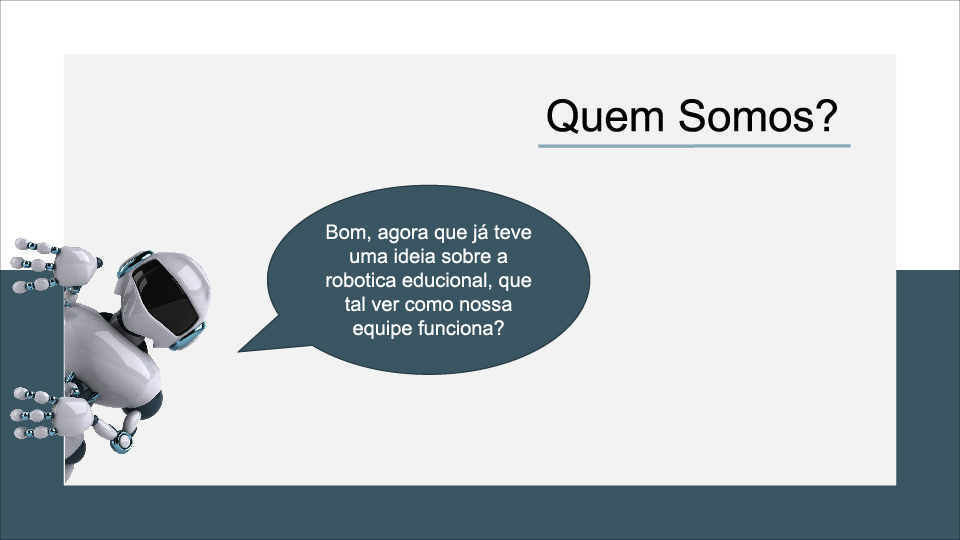 Quem Somos?
Bom, agora que já teve
uma ideia sobre a
robotica educional, que
tal ver como nossa
equipe funciona?